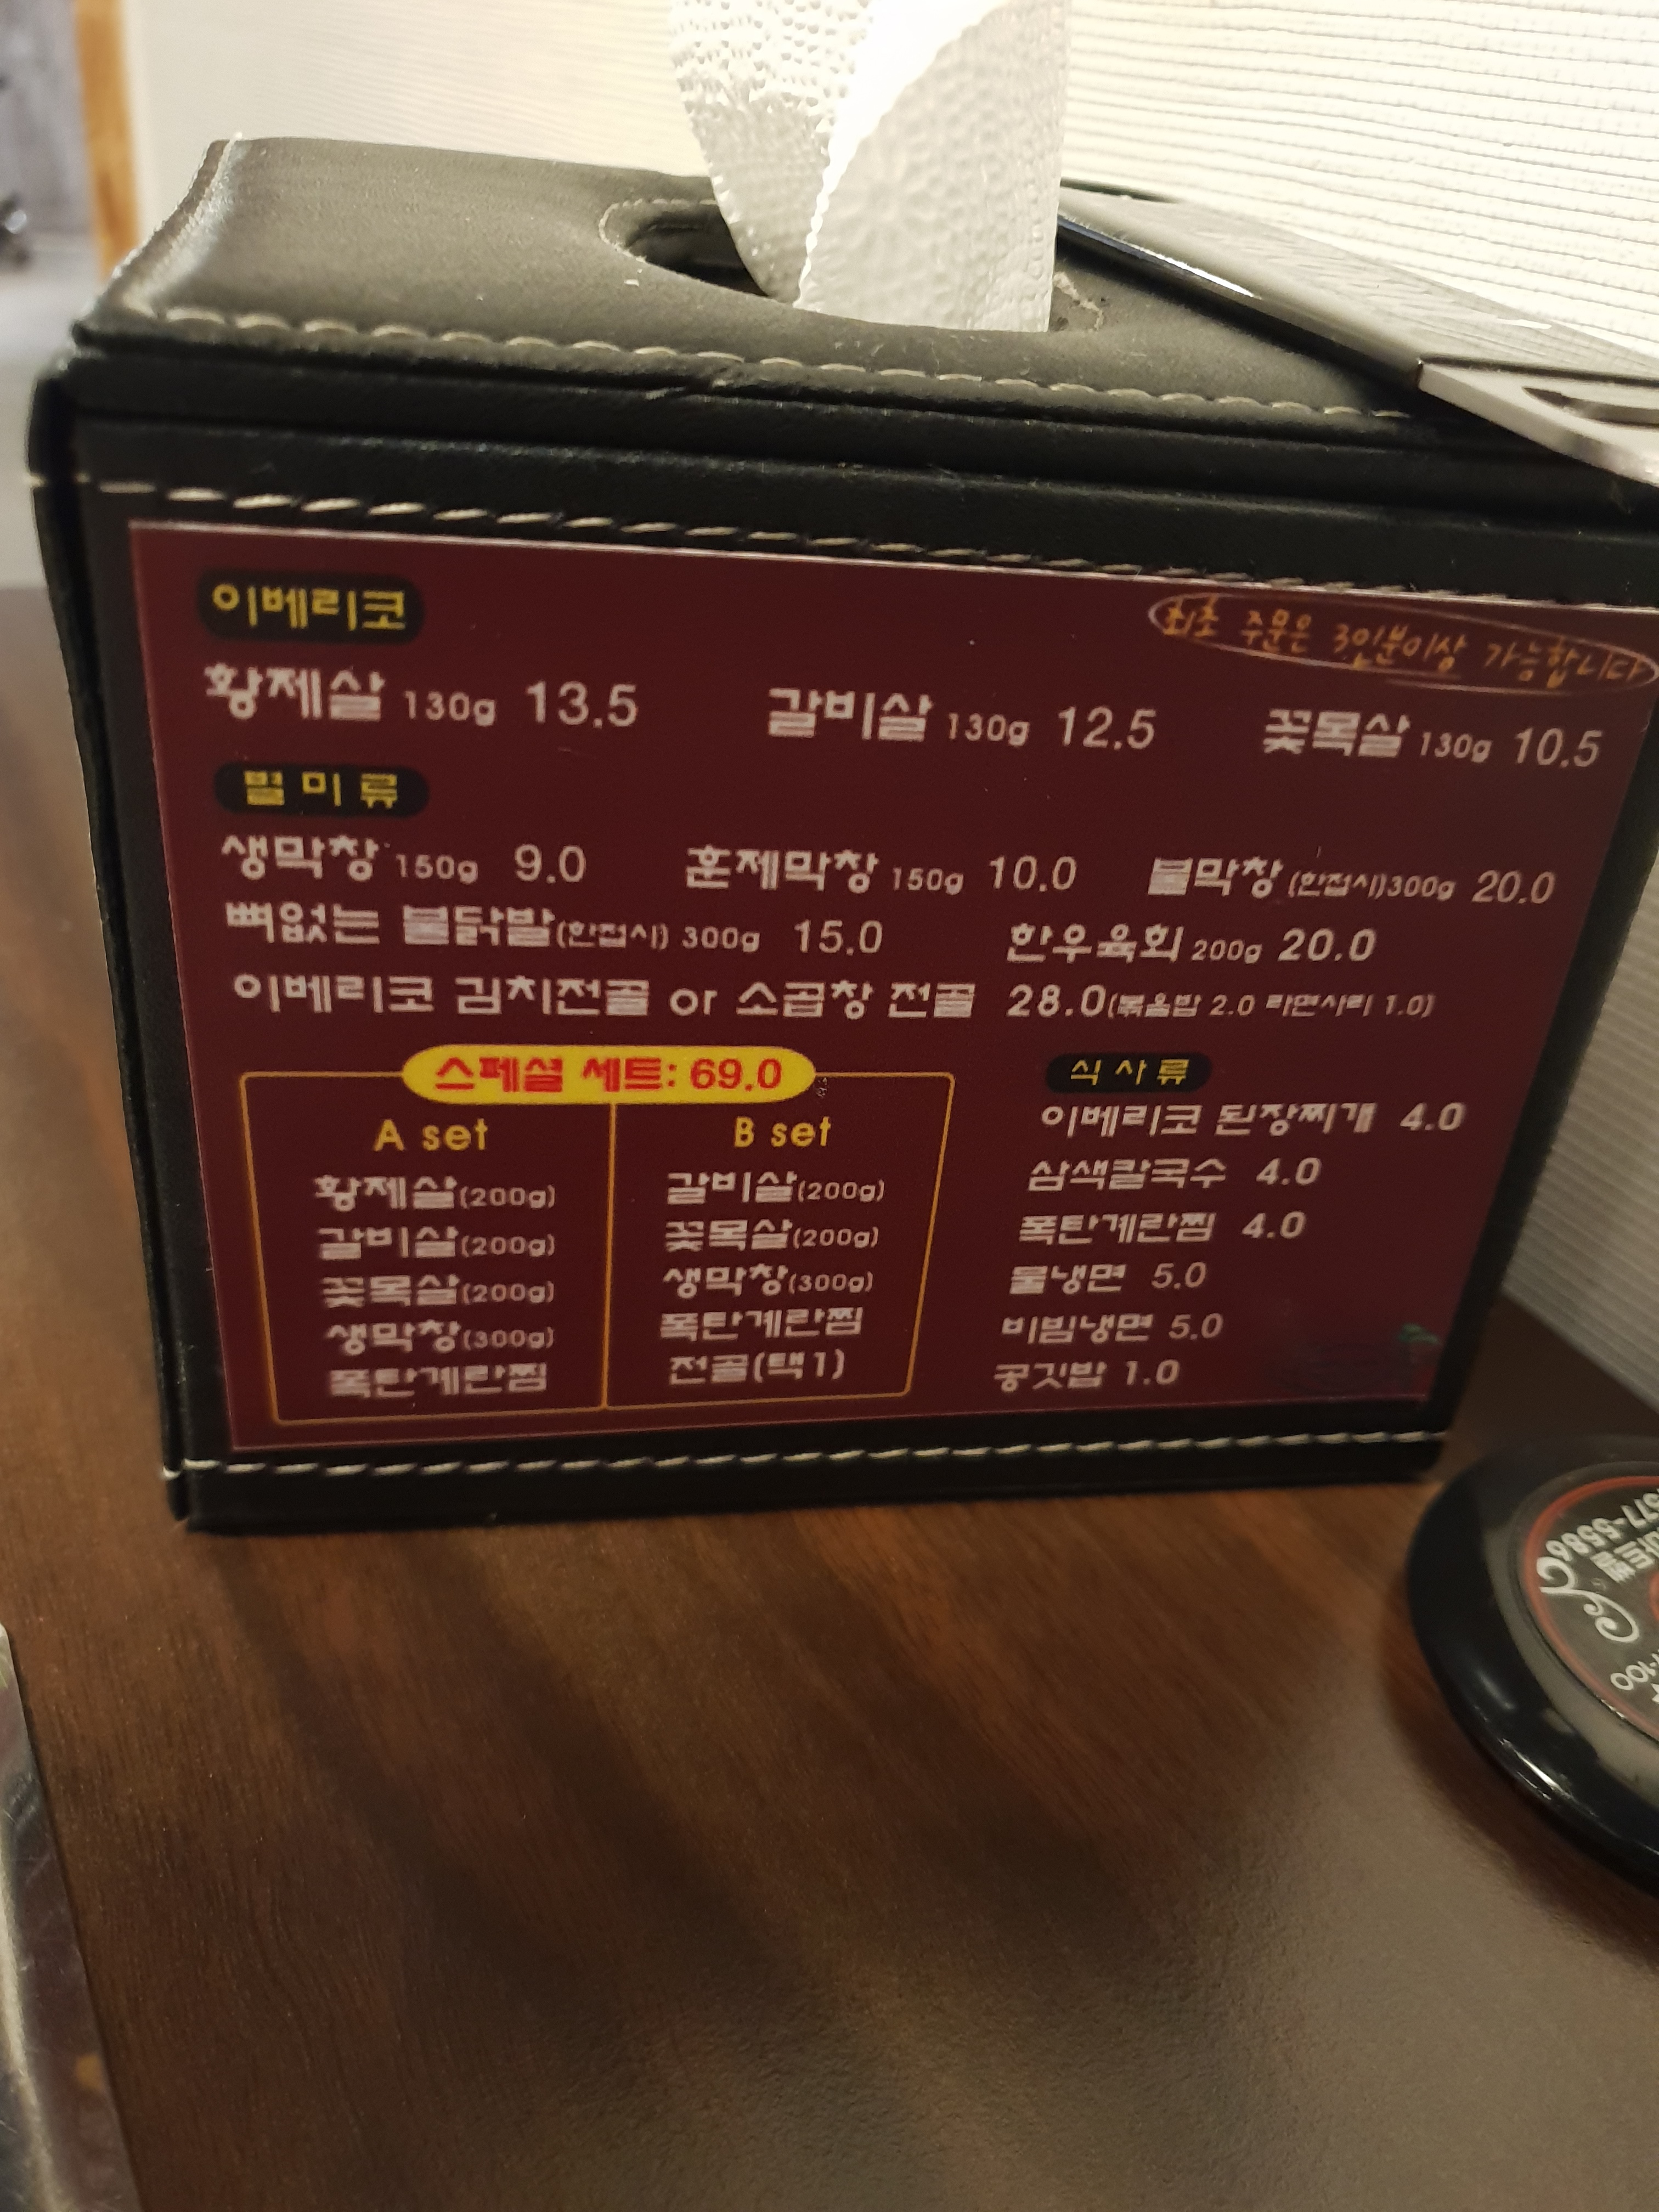 이베리코
최초 주문은 3인분이상 가능합니다
황제살 130g 13.5 갈비살 130g 12.5 꽃목살 130g 10.5
별미류
생막창 150g 9.0 훈제막창 150g 10.0 불막창(한접시)300g 20.0
뼈없는 불닭발(한접시) 300g 15.0 한우육회 200g 20.0
이베리코 김치전골 or 소곱창 전골 28.0(볶음밥 2.0 라면사리 1.0)
스페셜 세트: 69.0
A set
황제살(200g)
갈비살(200g)
꽃목살(200g)
생막창(300g)
폭탄계란찜
B set
갈비살(200g)
꽃목살(200g)
생막창(300g)
폭탄계란찜
전골(택1)
식사류
이베리코 된장찌개 4.0
삼색칼국수 4.0
폭탄계란찜 4.0
물냉면 5.0
비빔냉면 5.0
공깃밥 1.0
577-5586